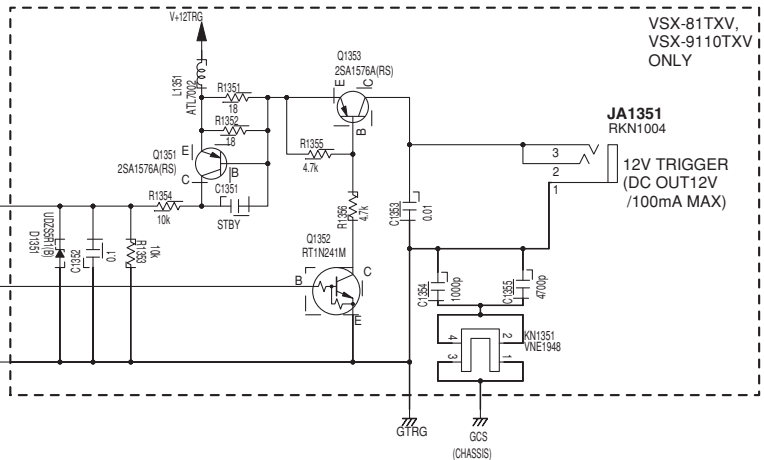 V+12TRG
VSX-81TXV,
VSX-9110TXV
ONLY
L1351
ATL7002
R1351
18
R1352
18
Q1353
2SA1576A(RS)
E
C
B
JA1351
RKN1004
3
2
1
12V TRIGGER
(DC OUT12V
/100mA MAX)
Q1351
2SA1576A(RS)
E
B
C
C1351
STBY
R1355
4.7k
R1354
10k
R1356
4.7k
C1353
0.01
UDZS5R1(B)
D1351
C1352
0.1
R1353
10k
Q1352
RT1N241M
B
C
E
C1354
1000p
C1355
4700p
4
3
2
1
KN1351
VNE1948
GTRG
GCS
(CHASSIS)